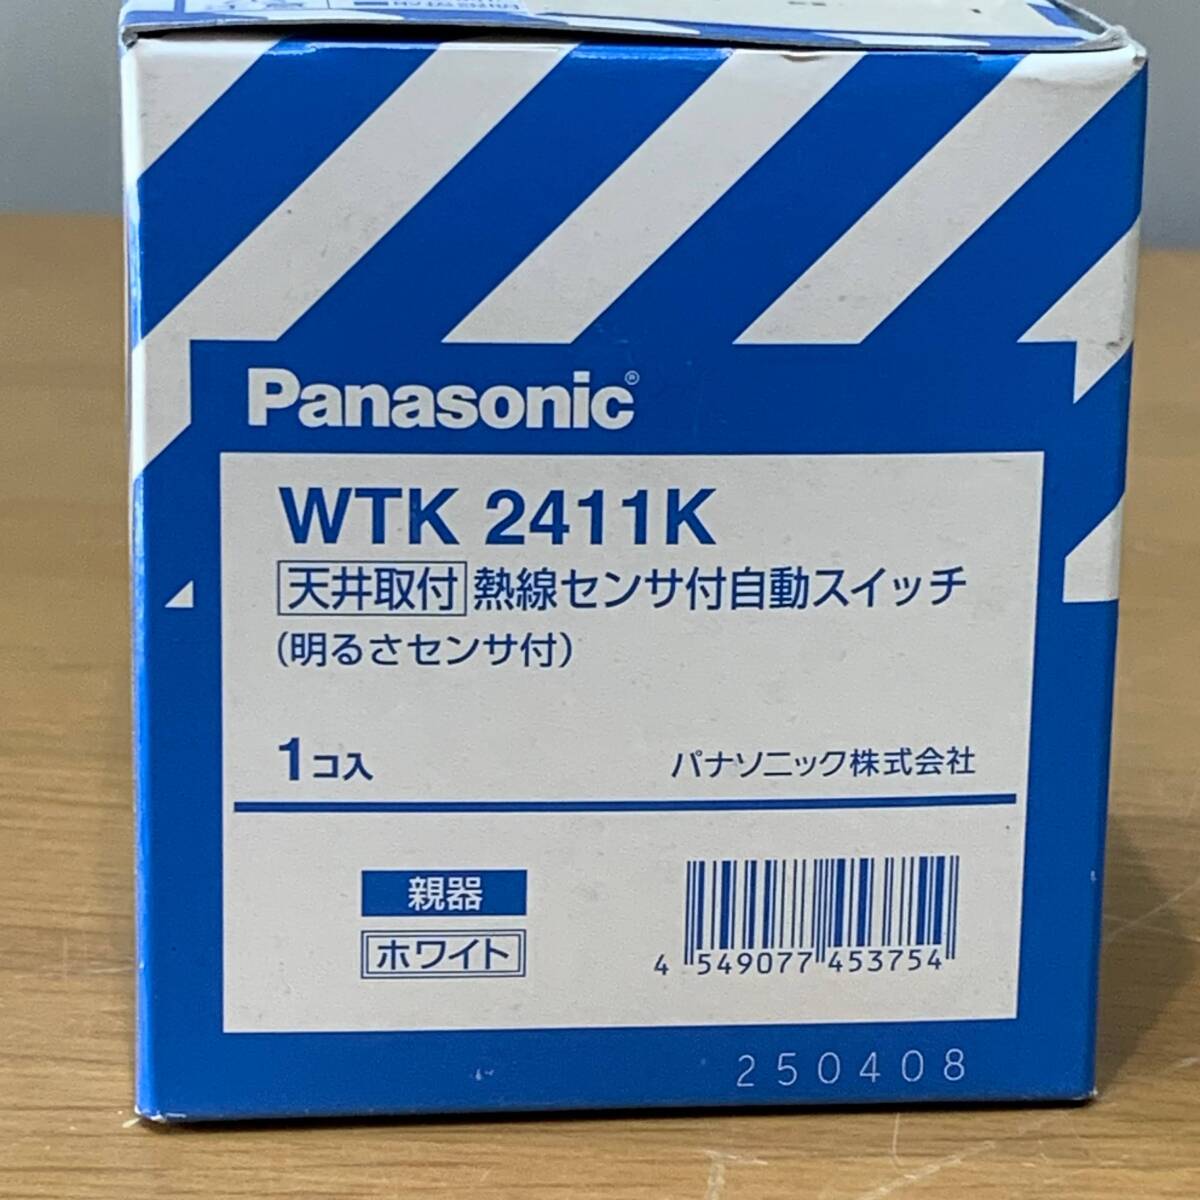 Panasonic®
WTK 2411K
天井取付 熱線センサ付自動スイッチ
(明るさセンサ付)
1コ入 パナソニック株式会社
親器
ホワイト
4 549077 453754
250408